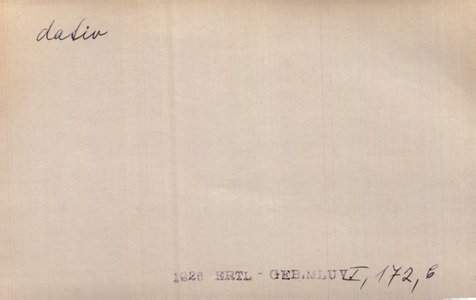 dativ
1926 ERTL - GEB.MLUV. I, 172, 6